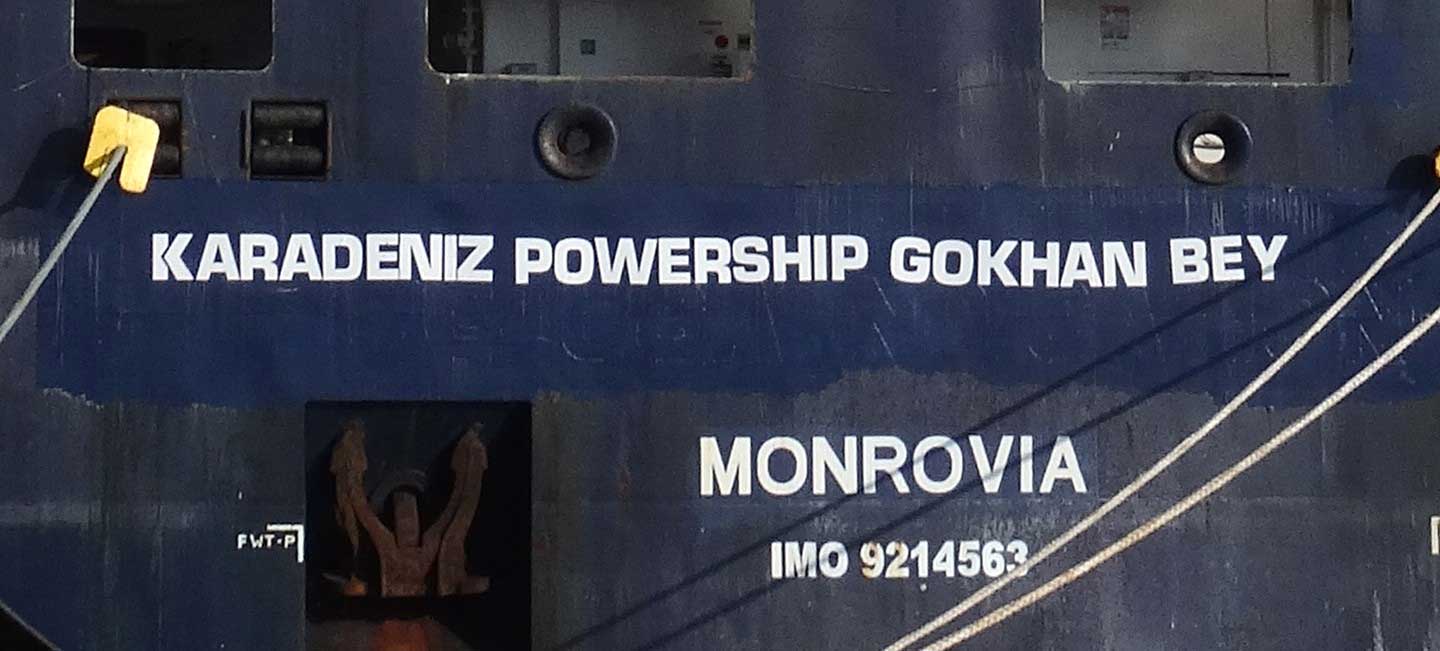 KARADENIZ POWERSHIP GOKHAN BEY
MONROVIA
FWT-P
IMO 9214563